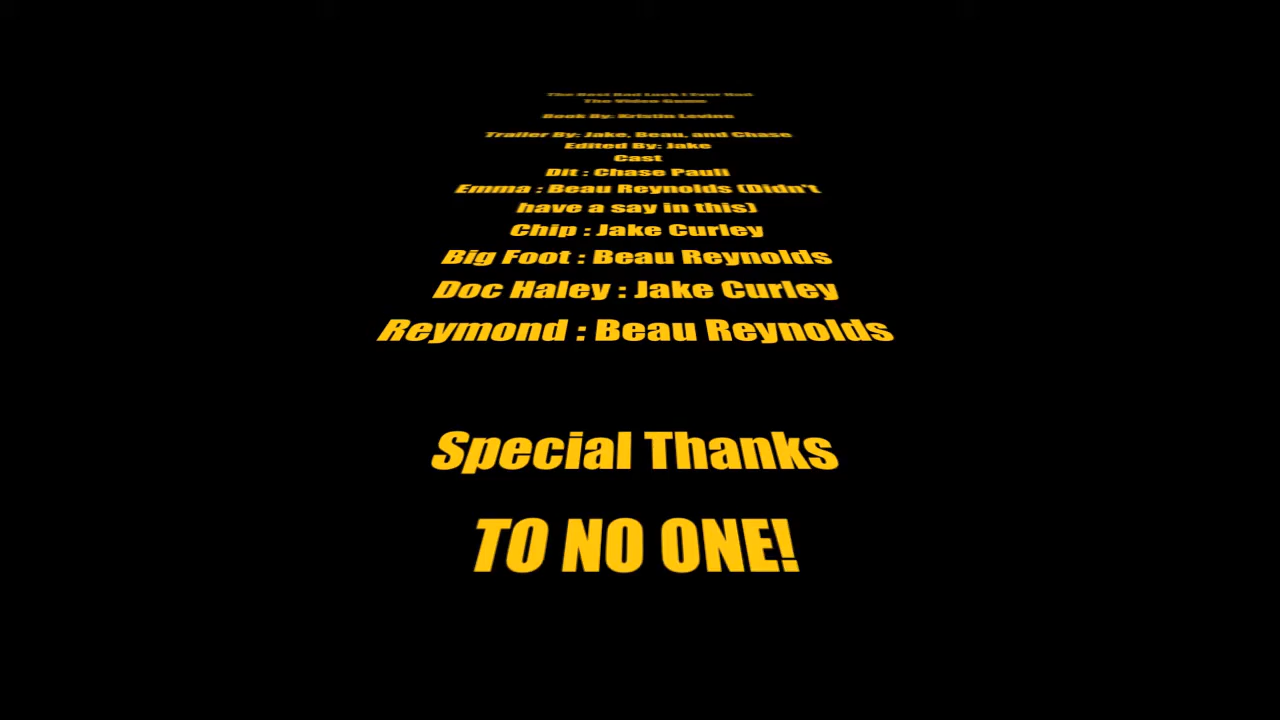 The Best Bad Luck I Ever Had
The Video Game
Book By: Kristin Levine
Trailer By: Jake, Beau, and Chase
Edited By: Jake
Cast
Dit : Chase Paull
Emma : Beau Reynolds (Didn't
have a say in this)
Chip : Jake Curley
Big Foot : Beau Reynolds
Doc Haley : Jake Curley
Reymond : Beau Reynolds
Special Thanks
TO NO ONE!